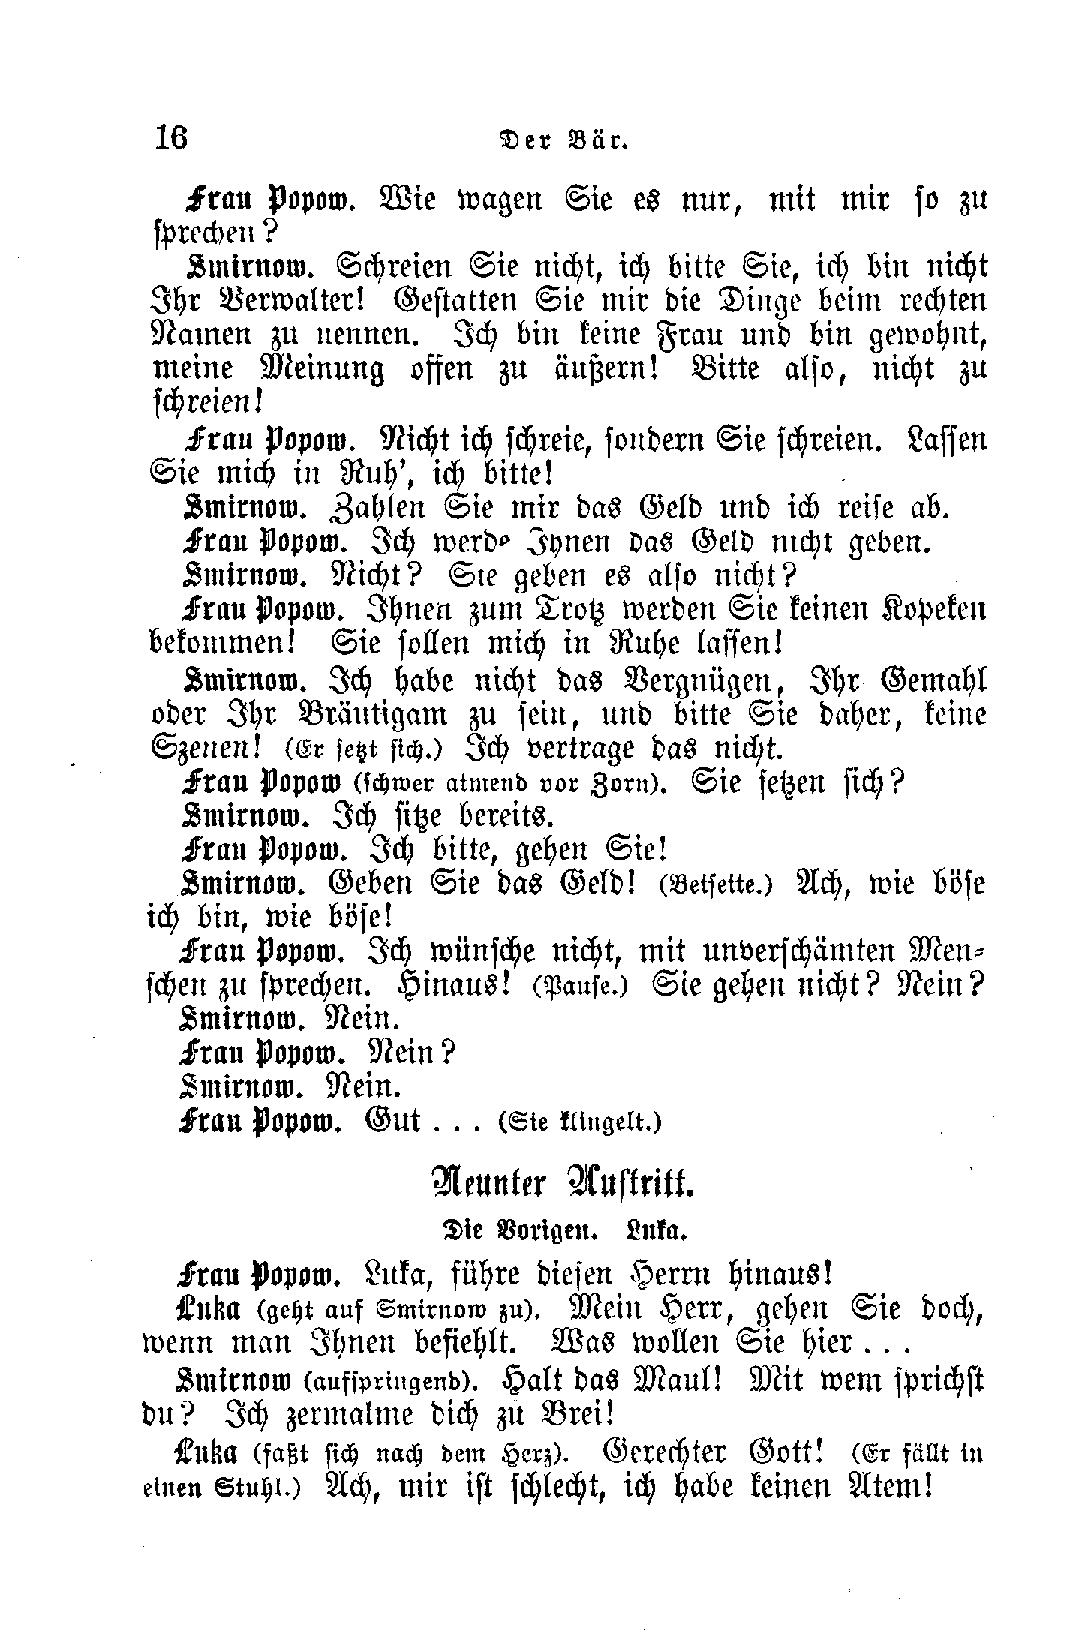 16 Der Bär.
Frau Popow. Wie wagen Sie es nur, mit mir so zu
sprechen?
Smirnow. Schreien Sie nicht, ich bitte Sie, ich bin nicht
Ihr Verwalter! Gestatten Sie mir die Dinge beim rechten
Namen zu nennen. Ich bin keine Frau und bin gewohnt,
meine Meinung offen zu äußern! Bitte also, nicht zu
schreien!
Frau Popow. Nicht ich schreie, sondern Sie schreien. Lassen
Sie mich in Ruh', ich bitte!
Smirnow. Zahlen Sie mir das Geld und ich reise ab.
Frau Popow. Ich werde Ihnen das Geld nicht geben.
Smirnow. Nicht? Sie geben es also nicht?
Frau Popow. Ihnen zum Trotz werden Sie keinen Kopeken
bekommen! Sie sollen mich in Ruhe lassen!
Smirnow. Ich habe nicht das Vergnügen, Ihr Gemahl
oder Ihr Bräutigam zu sein, und bitte Sie daher, keine
Szenen! (Er setzt sich.) Ich vertrage das nicht.
Frau Popow (schwer atmend vor Zorn). Sie setzen sich?
Smirnow. Ich sitze bereits.
Frau Popow. Ich bitte, gehen Sie!
Smirnow. Geben Sie das Geld! (Beiseite.) Ach, wie böse
ich bin, wie böse!
Frau Popow. Ich wünsche nicht, mit unverschämten Men-
schen zu sprechen. Hinaus! (Pause.) Sie gehen nicht? Nein?
Smirnow. Nein.
Frau Popow. Nein?
Smirnow. Nein.
Frau Popow. Gut . . . (Sie klingelt.)
Neunter Auftritt.
Die Vorigen. Luka.
Frau Popow. Luka, führe diesen Herrn hinaus!
Luka (geht auf Smirnow zu). Mein Herr, gehen Sie doch,
wenn man Ihnen befiehlt. Was wollen Sie hier . . .
Smirnow (aufspringend). Halt das Maul! Mit wem sprichst
du? Ich zermalme dich zu Brei!
Luka (faßt sich nach dem Herz). Gerechter Gott! (Er fällt in
einen Stuhl.) Ach, mir ist schlecht, ich habe keinen Atem!